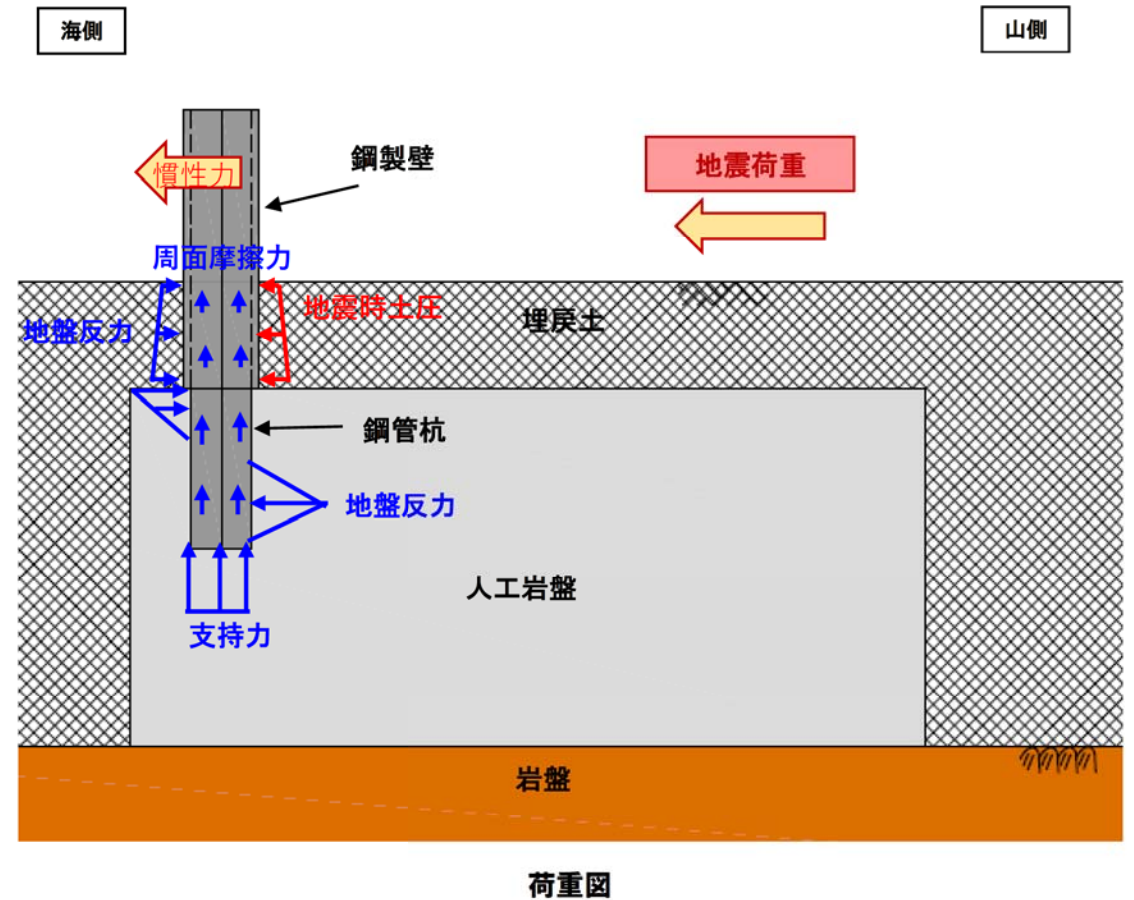 海側
山側
鋼製壁
地震荷重
慣性力
周面摩擦力
地震時土圧
埋戻土
地盤反力
鋼管杭
地盤反力
人工岩盤
支持力
岩盤
荷重図